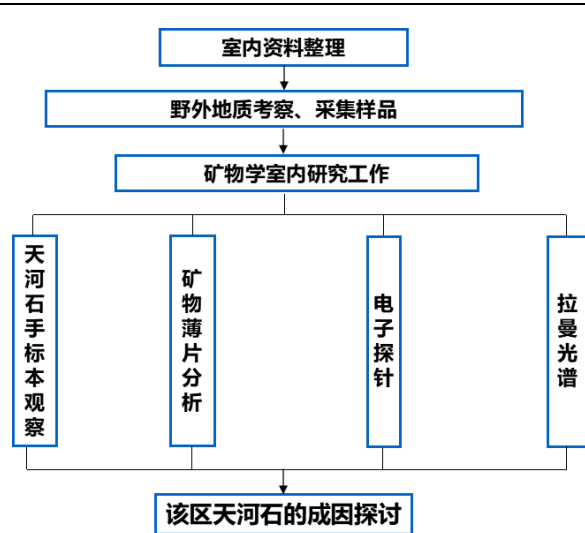 室内资料整理
野外地质考察、采集样品
矿物学室内研究工作
天河石手标本观察
矿物薄片分析
电子探针
拉曼光谱
该区天河石的成因探讨